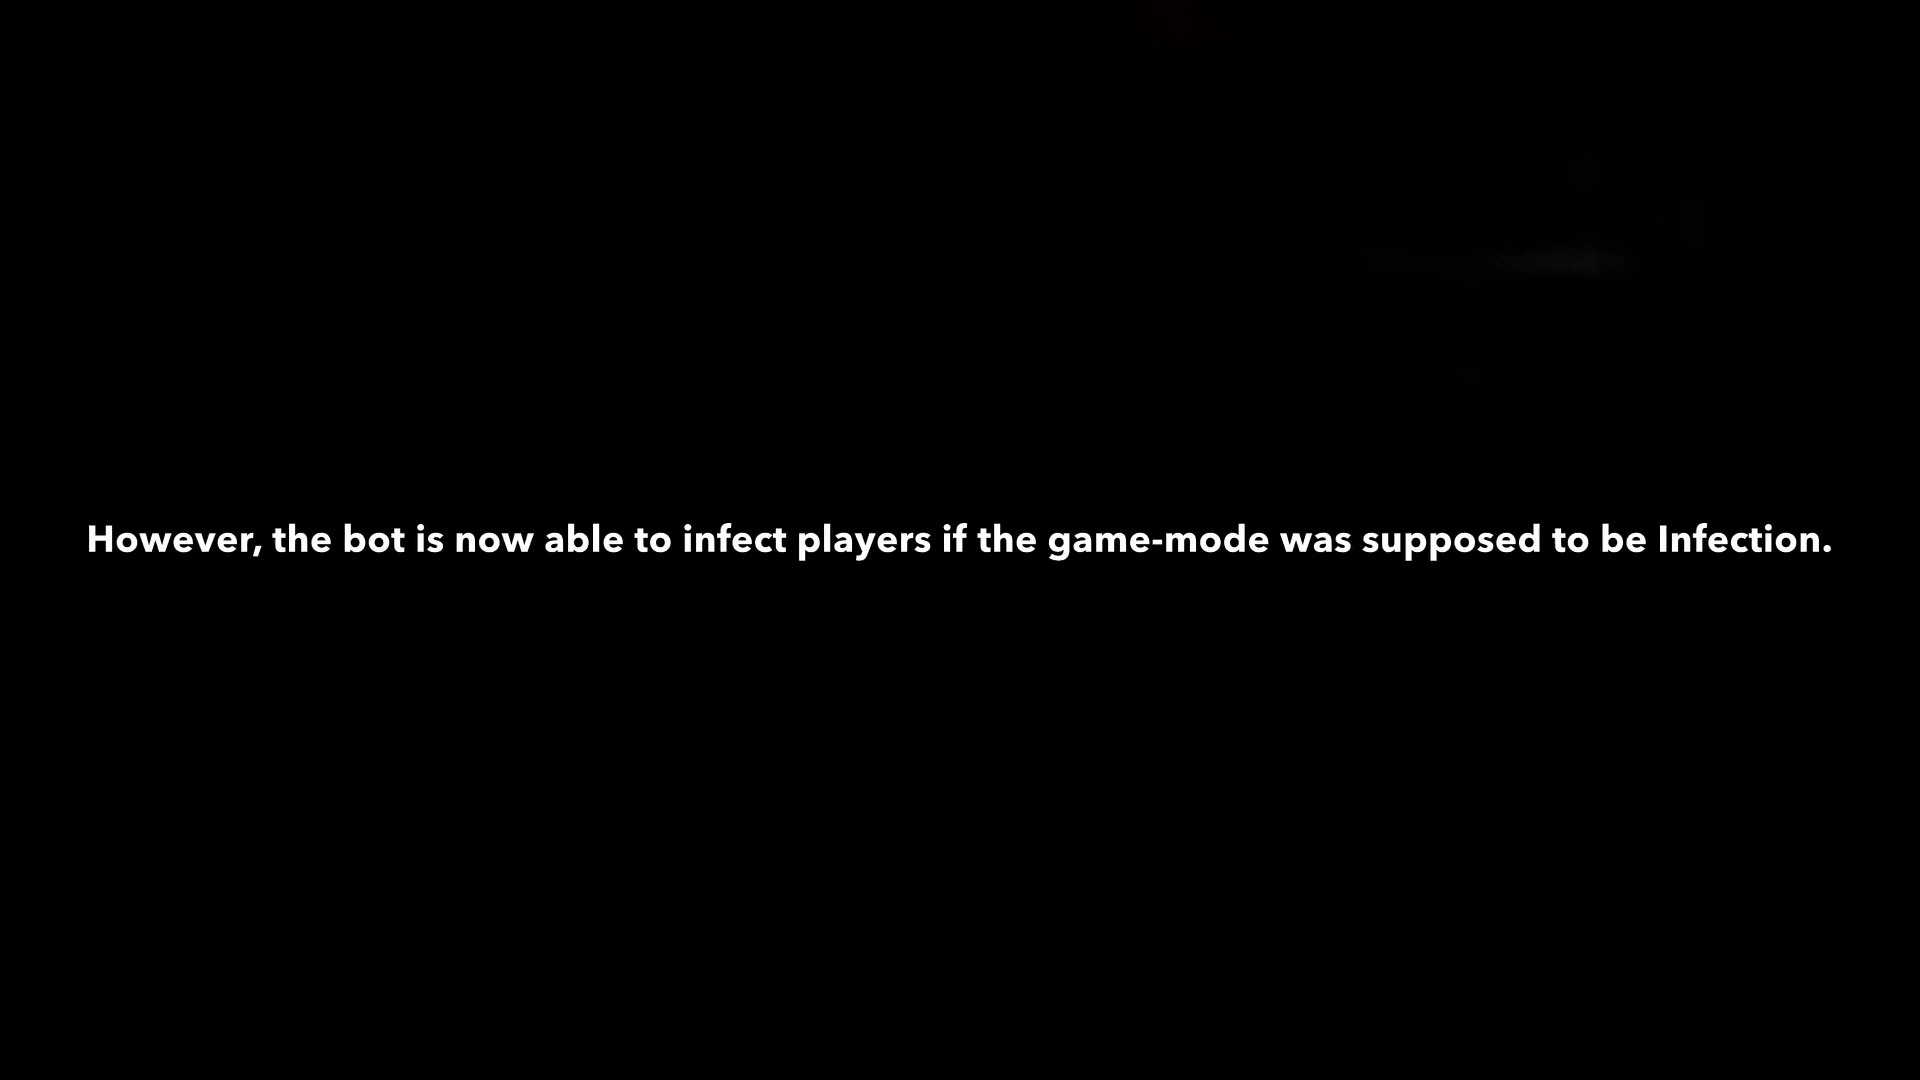 However, the bot is now able to infect players if the game-mode was supposed to be Infection.